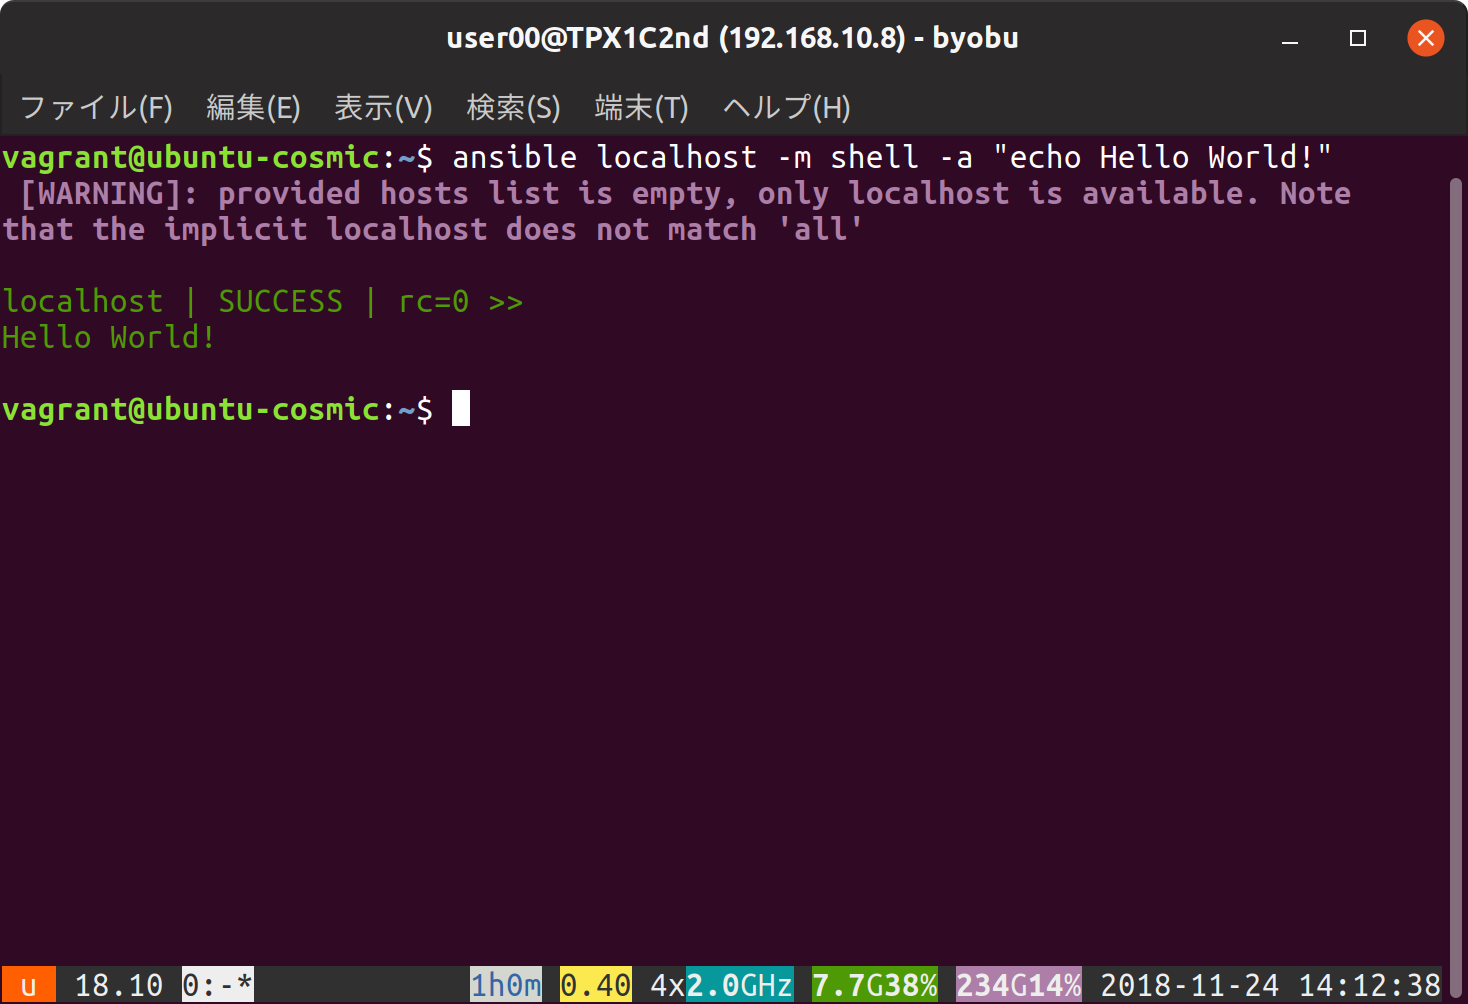 user00@TPX1C2nd (192.168.10.8) - byobu
ファイル(F) 編集(E) 表示(V) 検索(S) 端末(T) ヘルプ(H)
vagrant@ubuntu-cosmic:~$ ansible localhost -m shell -a "echo Hello World!"
 [WARNING]: provided hosts list is empty, only localhost is available. Note
that the implicit localhost does not match 'all'
localhost | SUCCESS | rc=0 >>
Hello World!
vagrant@ubuntu-cosmic:~$
u 18.10 0:-* 1h0m 0.40 4x2.0GHz 7.7G38% 234G14% 2018-11-24 14:12:38